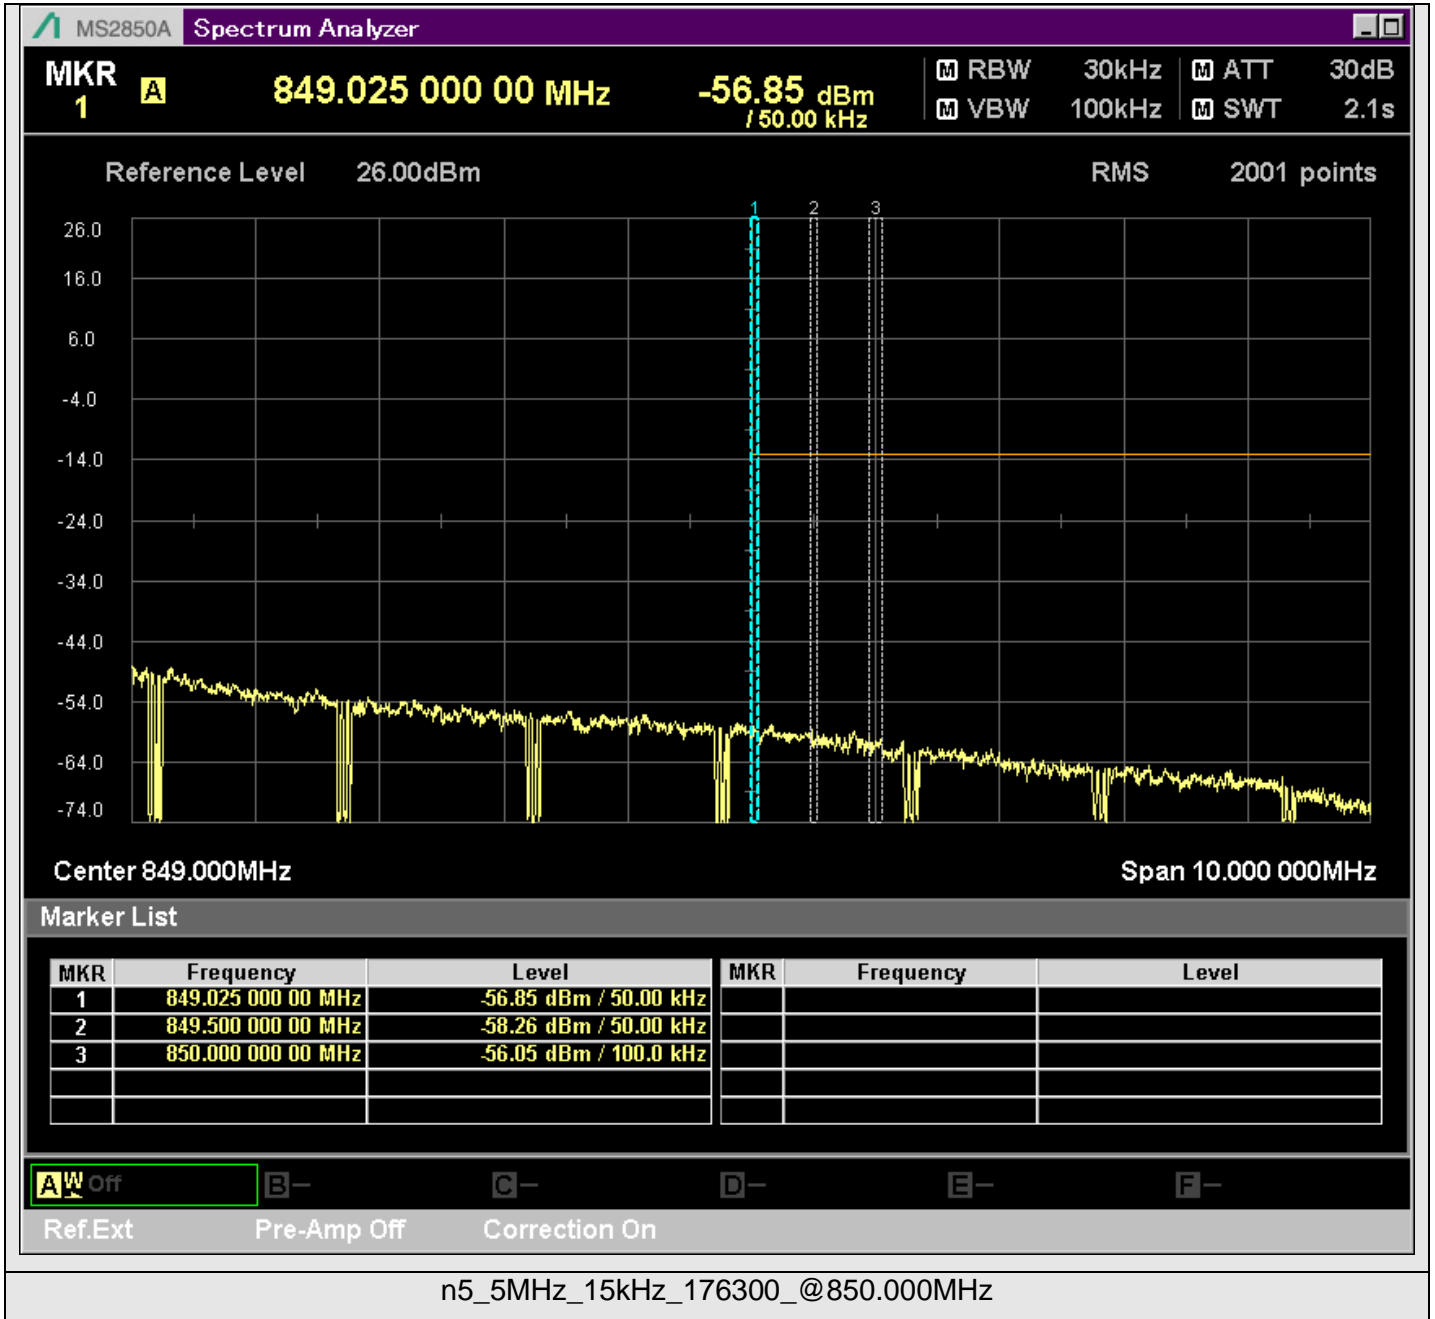 MS2850A Spectrum Analyzer
MKR 1 A 849.025 000 00 MHz -56.85 dBm / 50.00 kHz
M RBW 30kHz M ATT 30dB
M VBW 100kHz M SWT 2.1s
Reference Level 26.00dBm RMS 2001 points
1 2 3
26.0
16.0
6.0
-4.0
-14.0
-24.0
-34.0
-44.0
-54.0
-64.0
-74.0
Center 849.000MHz Span 10.000 000MHz
Marker List
MKR Frequency Level MKR Frequency Level
1 849.025 000 00 MHz -56.85 dBm / 50.00 kHz
2 849.500 000 00 MHz -58.26 dBm / 50.00 kHz
3 850.000 000 00 MHz -56.05 dBm / 100.0 kHz
A W Off B − C − D − E − F −
Ref.Ext Pre-Amp Off Correction On
n5_5MHz_15kHz_176300_@850.000MHz